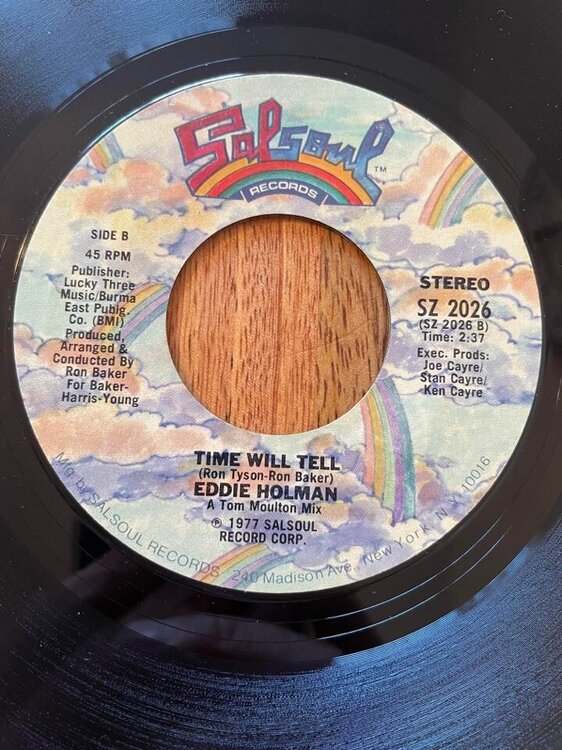 Salsoul
TM
RECORDS
SIDE B
45 RPM
Publisher:
Lucky Three
Music/Burma
East Pubig.
Co. (BMI)
Produced,
Arranged &
Conducted By
Ron Baker
For Baker-
Harris-Young
STEREO
SZ 2026
(SZ 2026 B)
Time: 2:37
Exec. Prods:
Joe Cayre/
Stan Cayre/
Ken Cayre
TIME WILL TELL
(Ron Tyson-Ron Baker)
EDDIE HOLMAN
A Tom Moulton Mix
℗ 1977 SALSOUL
RECORD CORP.
Mfg by SALSOUL RECORDS 240 Madison Ave., New York, N.Y. 10016